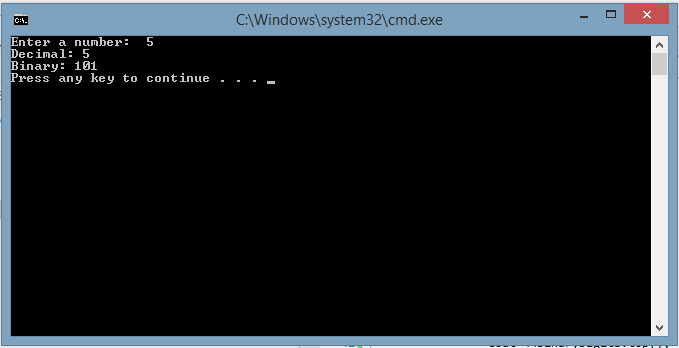 C:\Windows\system32\cmd.exe
Enter a number:  5
Decimal: 5
Binary: 101
Press any key to continue . . .